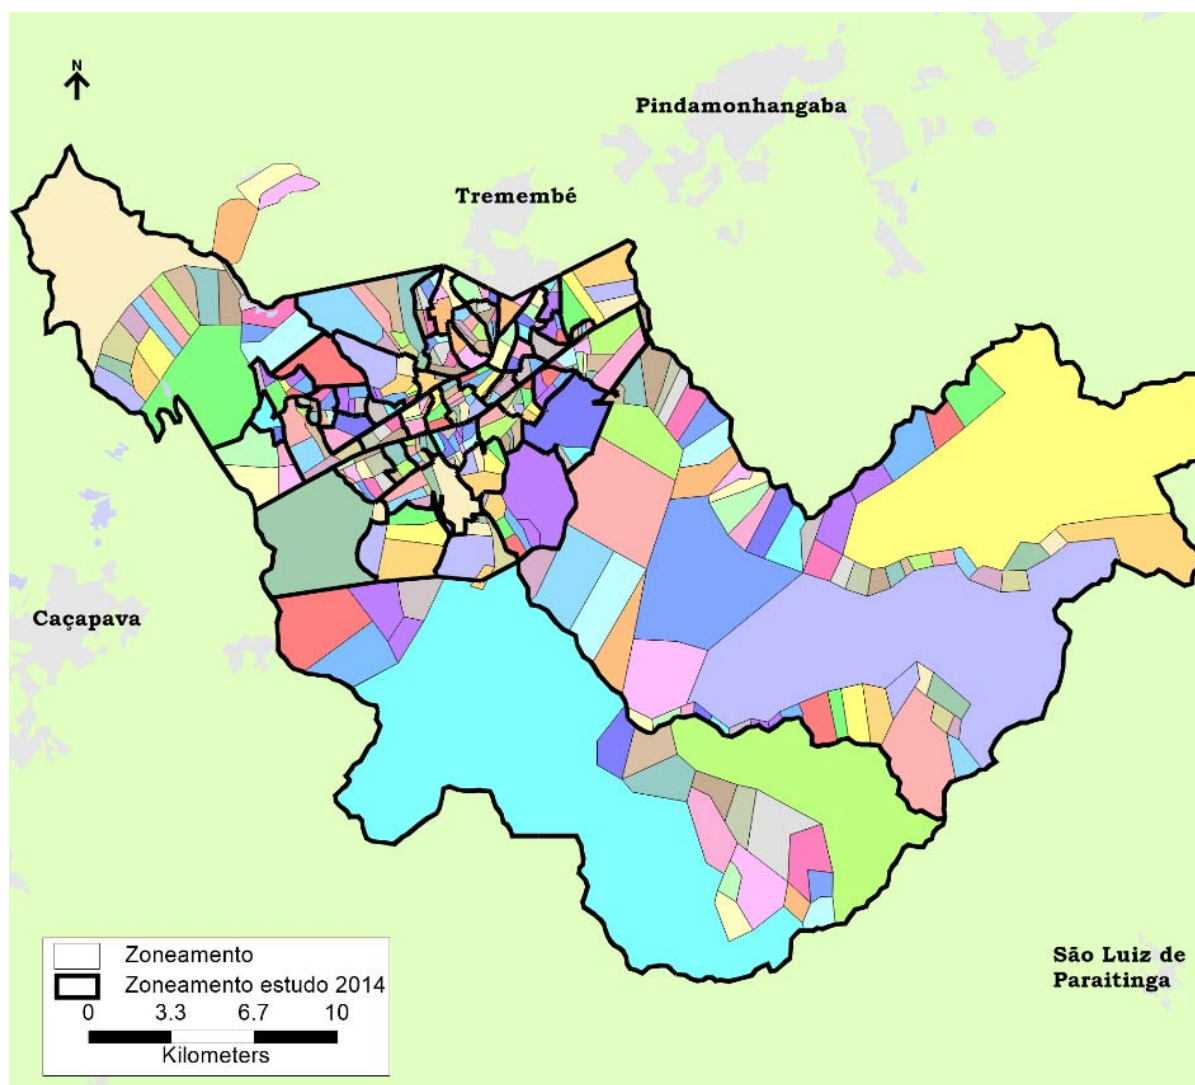 N
Pindamonhangaba
Tremembé
Caçapava
São Luiz de
Paraitinga
Zoneamento
Zoneamento estudo 2014
0 3.3 6.7 10
Kilometers